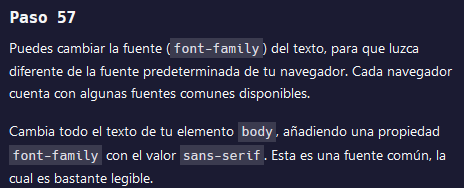 Paso 57
Puedes cambiar la fuente (font-family) del texto, para que luzca
diferente de la fuente predeterminada de tu navegador. Cada navegador
cuenta con algunas fuentes comunes disponibles.
Cambia todo el texto de tu elemento body, añadiendo una propiedad
font-family con el valor sans-serif. Esta es una fuente común, la
cual es bastante legible.